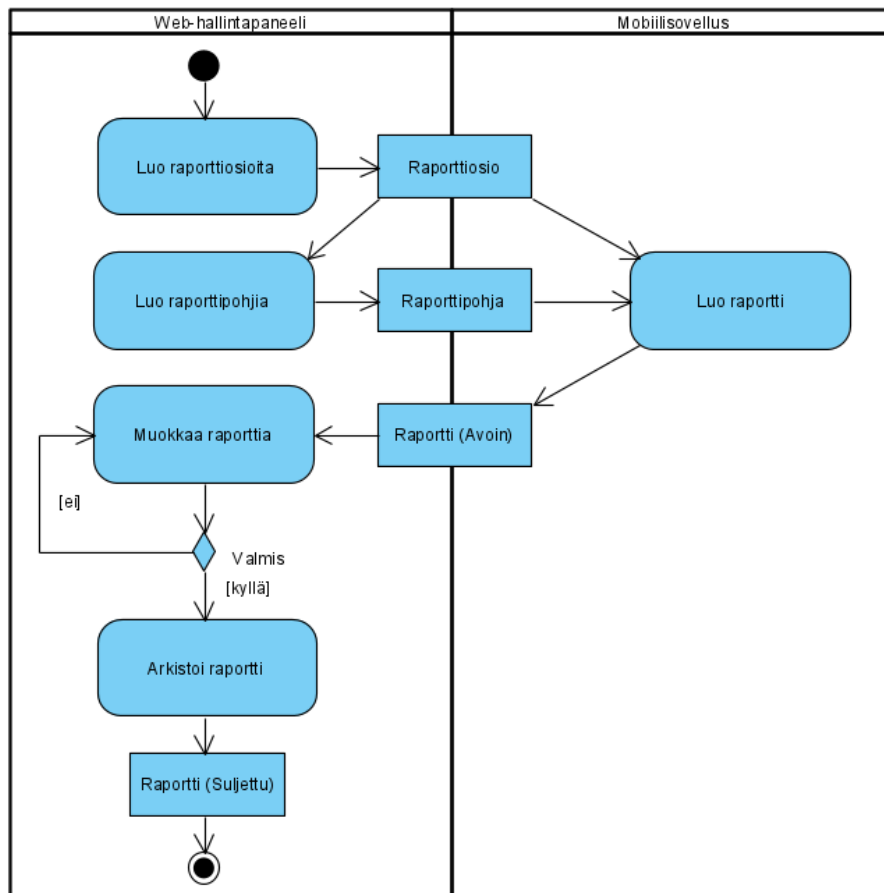 Web-hallintapaneeli
Mobiilisovellus
Luo raporttiosioita
Raporttiosio
Luo raporttipohjia
Raporttipohja
Luo raportti
Muokkaa raporttia
Raportti (Avoin)
[ei]
Valmis
[kyllä]
Arkistoi raportti
Raportti (Suljettu)